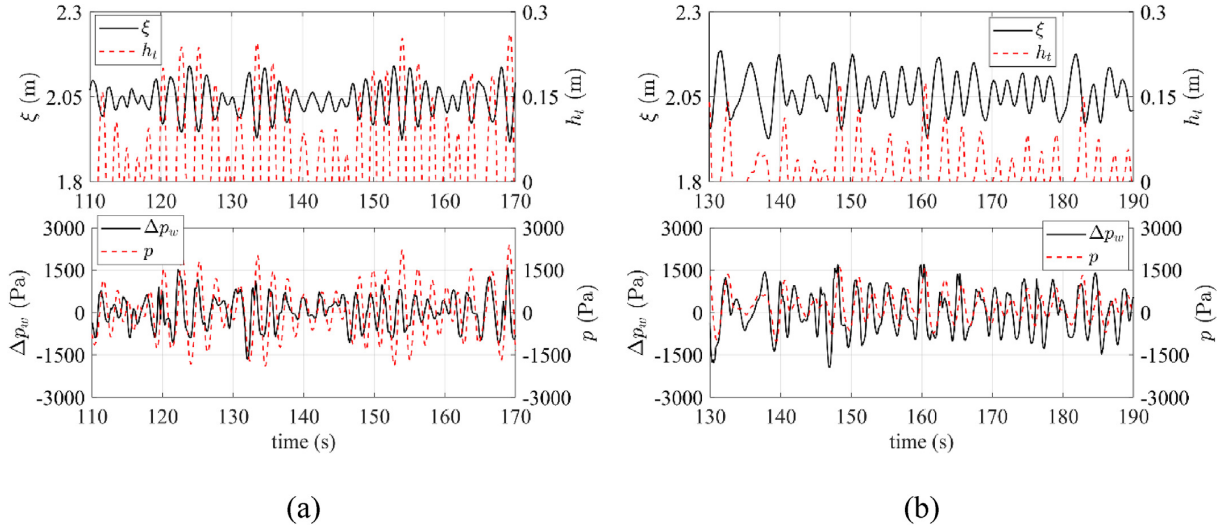 2.3 0.3
ξ
h_t
ξ (m) 2.05 0.15 h_t (m)
1.8 0
110 120 130 140 150 160 170
3000 3000
Δp_w
p
1500 1500
Δp_w (Pa) 0 0 p (Pa)
-1500 -1500
-3000 -3000
110 120 130 140 150 160 170
time (s)
(a)
2.3 0.3
ξ
h_t
ξ (m) 2.05 0.15 h_t (m)
1.8 0
130 140 150 160 170 180 190
3000 3000
Δp_w
p
1500 1500
Δp_w (Pa) 0 0 p (Pa)
-1500 -1500
-3000 -3000
130 140 150 160 170 180 190
time (s)
(b)